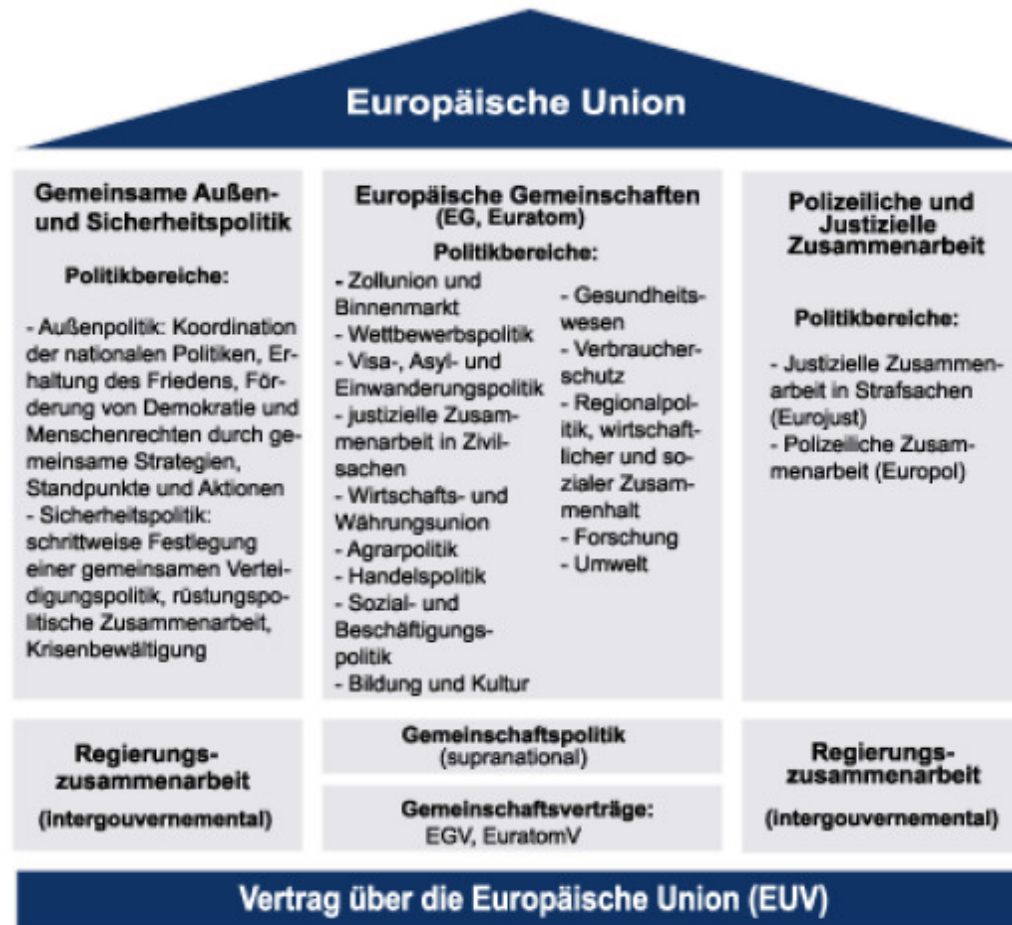 Europäische Union
Gemeinsame Außen-
und Sicherheitspolitik
Politikbereiche:
- Außenpolitik: Koordination
der nationalen Politiken, Er-
haltung des Friedens, För-
derung von Demokratie und
Menschenrechten durch ge-
meinsame Strategien,
Standpunkte und Aktionen
- Sicherheitspolitik:
schrittweise Festlegung
einer gemeinsamen Vertei-
digungspolitik, rüstungspo-
litische Zusammenarbeit,
Krisenbewältigung
Regierungs-
zusammenarbeit
(intergouvernemental)
Europäische Gemeinschaften
(EG, Euratom)
Politikbereiche:
- Zollunion und
Binnenmarkt
- Wettbewerbspolitik
- Visa-, Asyl- und
Einwanderungspolitik
- justizielle Zusam-
menarbeit in Zivil-
sachen
- Wirtschafts- und
Währungsunion
- Agrarpolitik
- Handelspolitik
- Sozial- und
Beschäftigungs-
politik
- Bildung und Kultur
- Gesundheits-
wesen
- Verbraucher-
schutz
- Regionalpol-
itik, wirtschaft-
licher und so-
zialer Zusam-
menhalt
- Forschung
- Umwelt
Gemeinschaftspolitik
(supranational)
Gemeinschaftsverträge:
EGV, EuratomV
Polizeiliche und
Justizielle
Zusammenarbeit
Politikbereiche:
- Justizielle Zusammen-
arbeit in Strafsachen
(Eurojust)
- Polizeiliche Zusam-
menarbeit (Europol)
Regierungs-
zusammenarbeit
(intergouvernemental)
Vertrag über die Europäische Union (EUV)